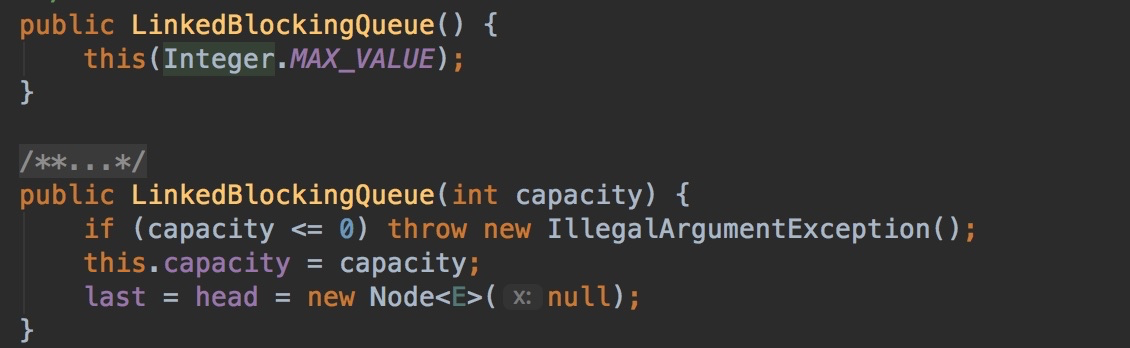 public LinkedBlockingQueue() {
this(Integer.MAX_VALUE);
}
/**...*/
public LinkedBlockingQueue(int capacity) {
if (capacity <= 0) throw new IllegalArgumentException();
this.capacity = capacity;
last = head = new Node<E>( x: null);
}